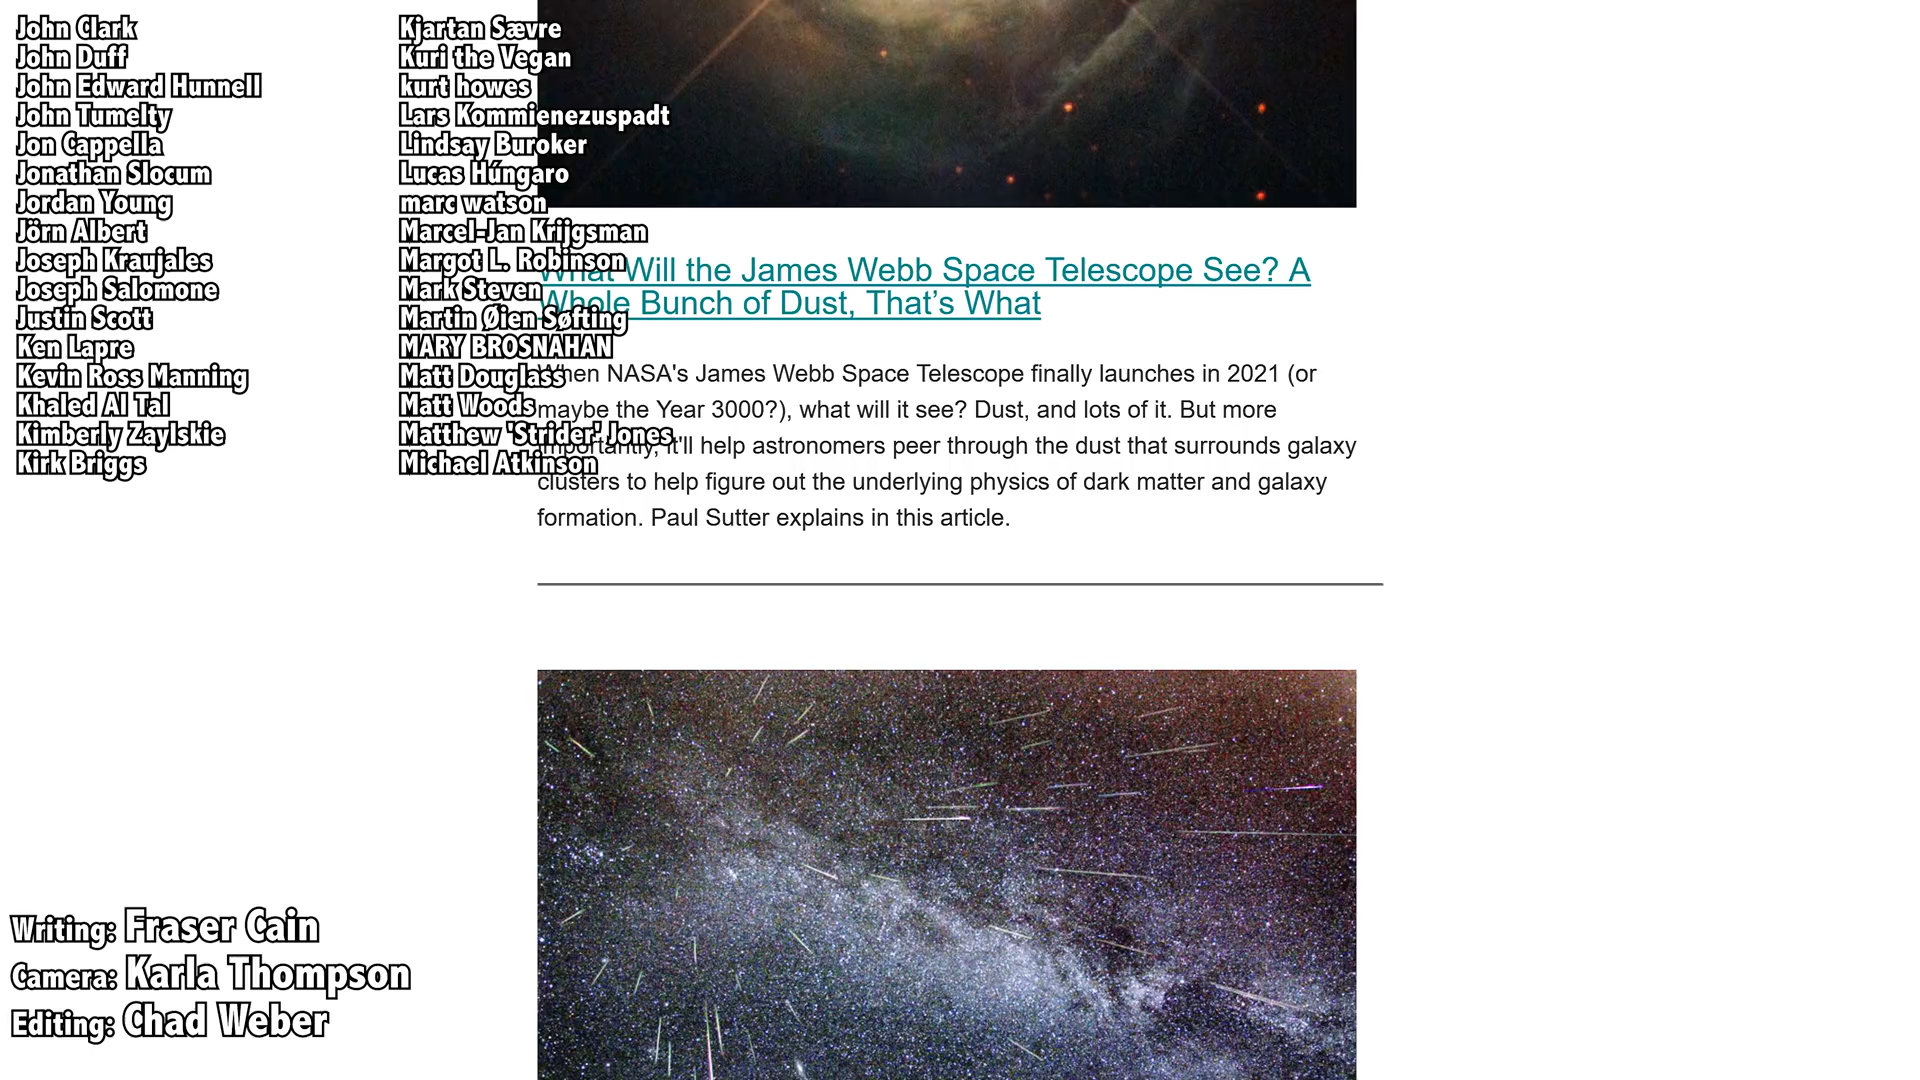 John Clark
John Duff
John Edward Hunnell
John Tumelty
Jon Cappella
Jonathan Slocum
Jordan Young
Jörn Albert
Joseph Kraujales
Joseph Salomone
Justin Scott
Ken Lapre
Kevin Ross Manning
Khaled Al Tal
Kimberly Zaylskie
Kirk Briggs
Kjartan Sævre
Kuri the Vegan
kurt howes
Lars Kommienezuspadt
Lindsay Buroker
Lucas Húngaro
marc watson
Marcel-Jan Krijgsman
Margot L. Robinson
Mark Steven
Martin Øien Søfting
MARY BROSNAHAN
Matt Douglass
Matt Woods
Matthew 'Strider' Jones
Michael Atkinson
What Will the James Webb Space Telescope See? A
Whole Bunch of Dust, That’s What
When NASA's James Webb Space Telescope finally launches in 2021 (or
maybe the Year 3000?), what will it see? Dust, and lots of it. But more
importantly, it'll help astronomers peer through the dust that surrounds galaxy
clusters to help figure out the underlying physics of dark matter and galaxy
formation. Paul Sutter explains in this article.
Writing: Fraser Cain
Camera: Karla Thompson
Editing: Chad Weber